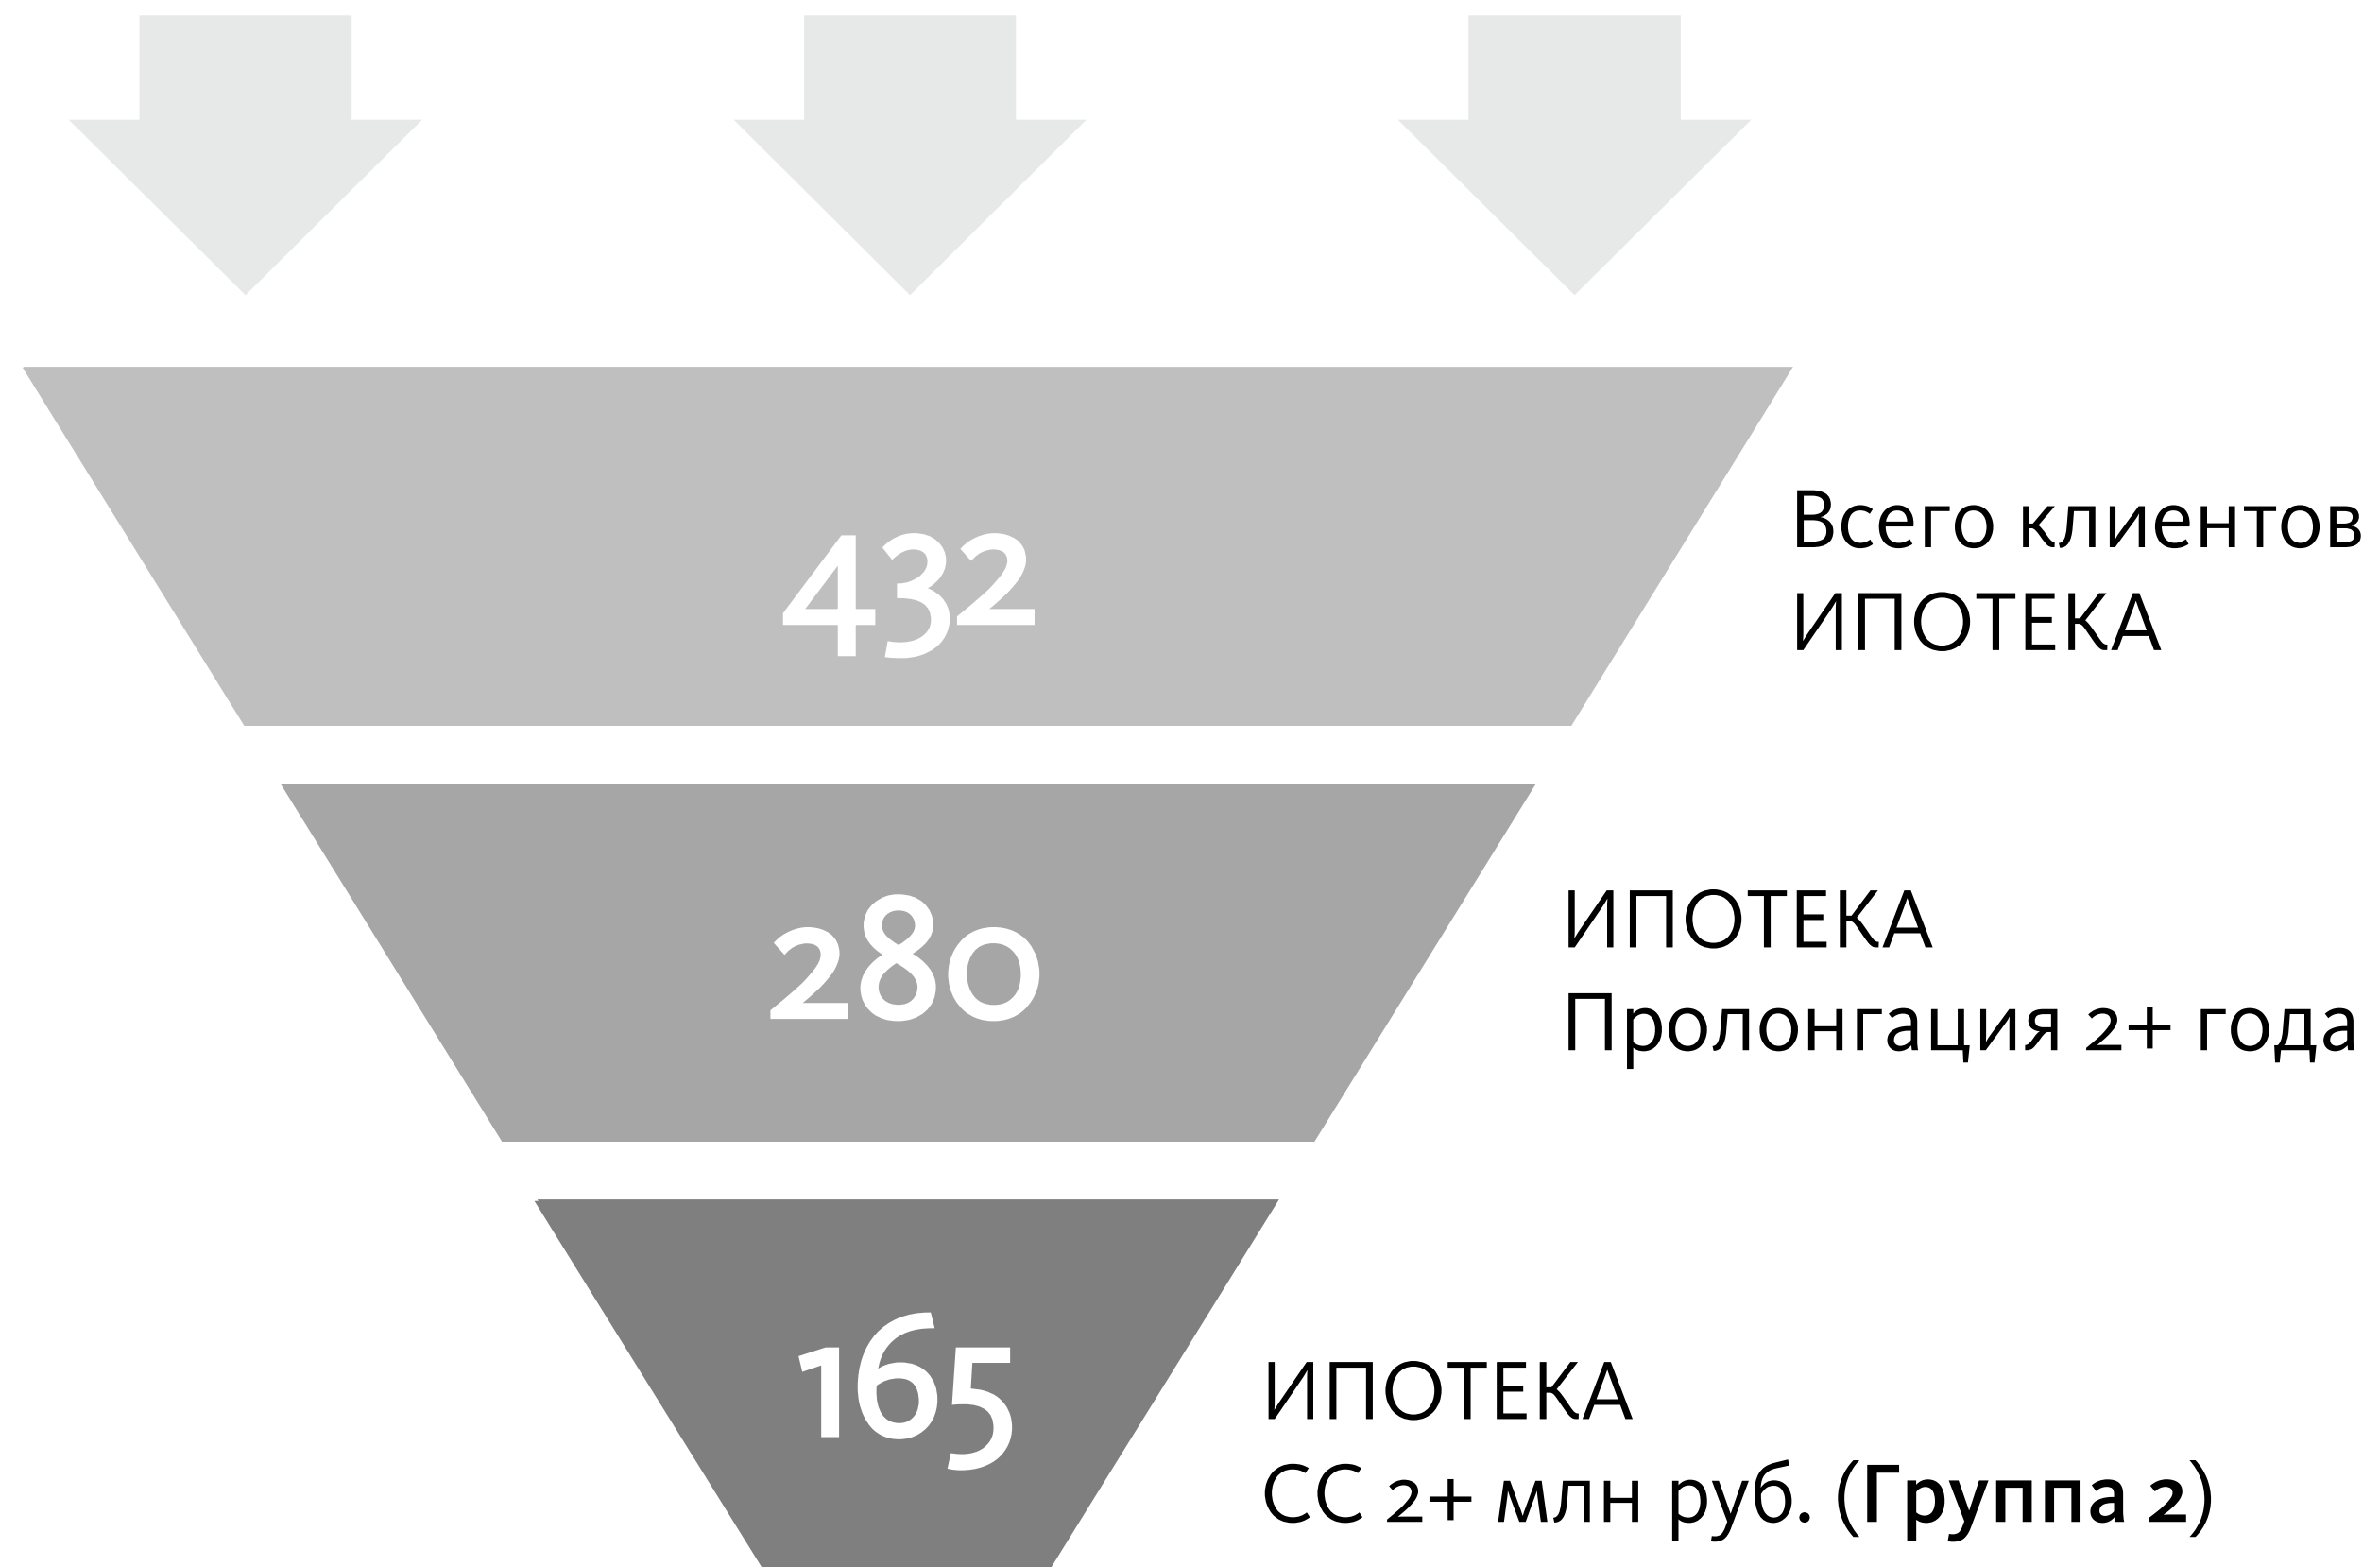 432
Всего клиентов
ИПОТЕКА
280
ИПОТЕКА
Пролонгация 2+ года
165
ИПОТЕКА
СС 2+ млн руб. (Группа 2)